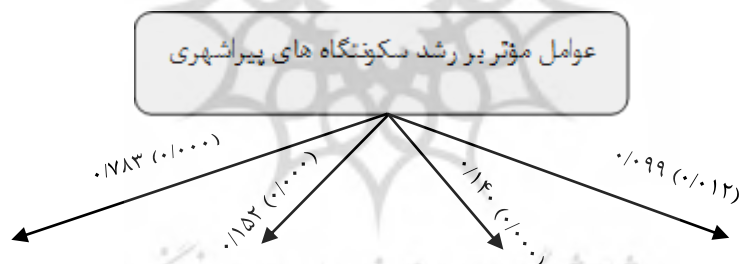 عوامل مؤثر بر رشد سکونتگاه های پیراشهری
۰/۰۹۹ (۰/۰۱۲)
۰/۱۴۰ (۰/۰۰۰)
۰/۱۵۲ (۰/۰۰۰)
۰/۷۸۳ (۰/۰۰۰)